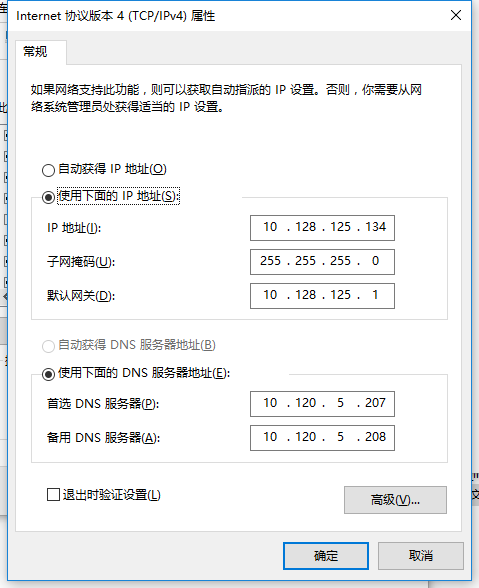 Internet 协议版本 4 (TCP/IPv4) 属性
常规
如果网络支持此功能，则可以获取自动指派的 IP 设置。否则，你需要从网
络系统管理员处获得适当的 IP 设置。
自动获得 IP 地址(O)
使用下面的 IP 地址(S):
IP 地址(I): 10 . 128 . 125 . 134
子网掩码(U): 255 . 255 . 255 . 0
默认网关(D): 10 . 128 . 125 . 1
自动获得 DNS 服务器地址(B)
使用下面的 DNS 服务器地址(E):
首选 DNS 服务器(P): 10 . 120 . 5 . 207
备用 DNS 服务器(A): 10 . 120 . 5 . 208
退出时验证设置(L)
高级(V)...
确定 取消